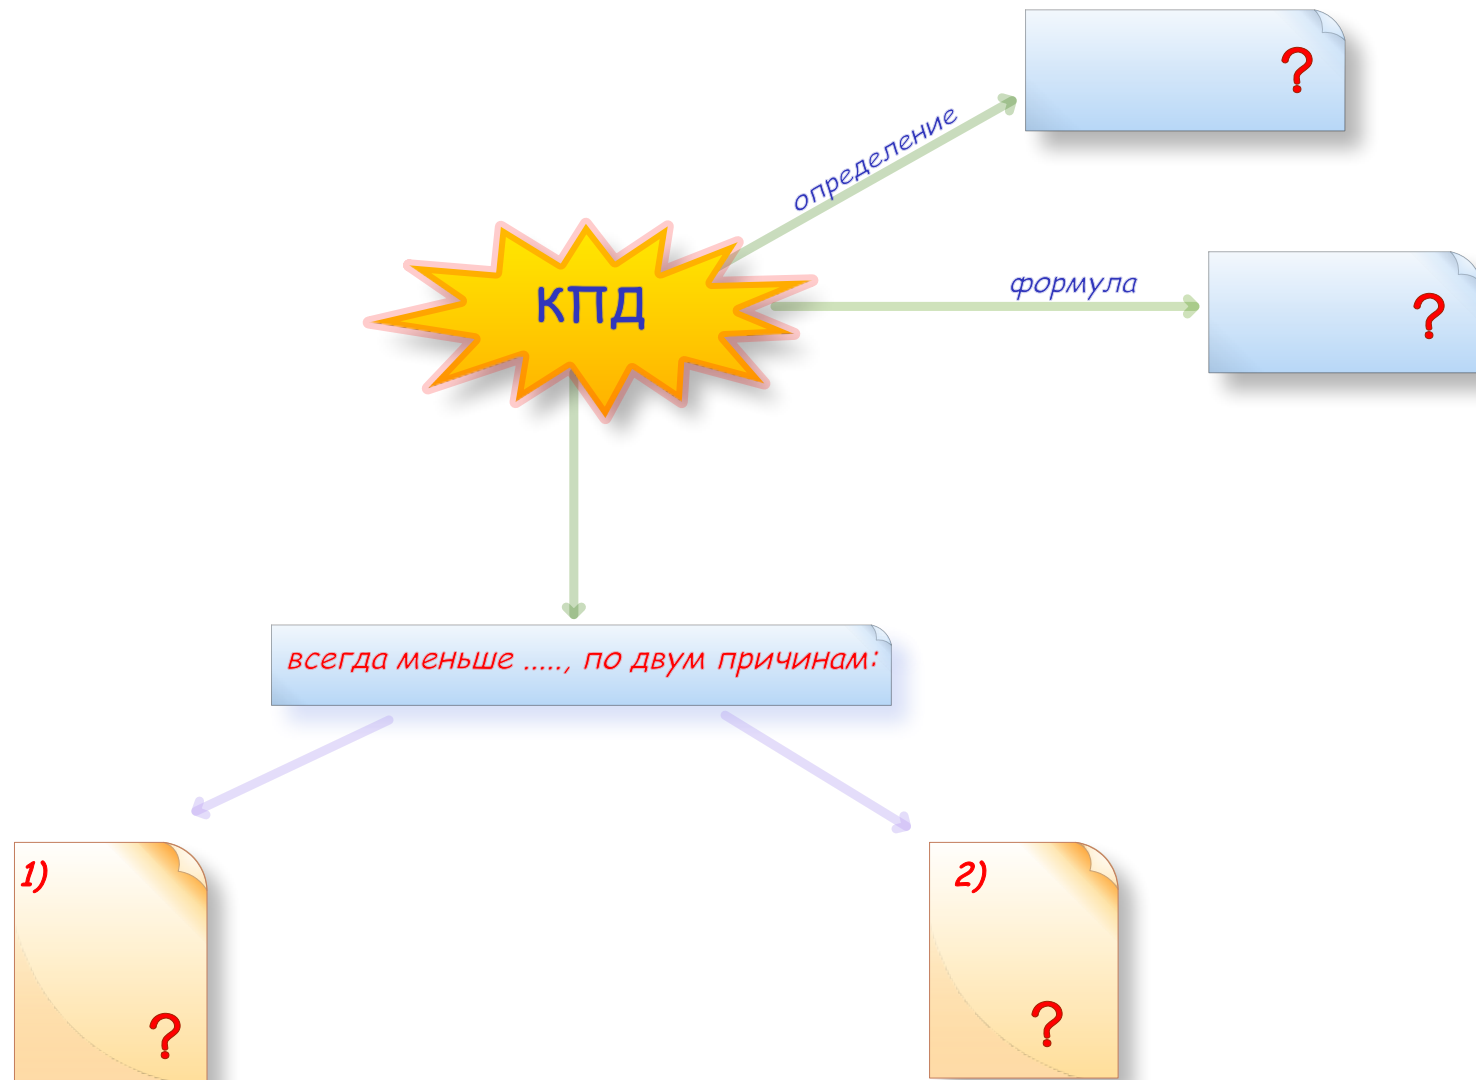 ?
определение
формула
?
КПД
всегда меньше ....., по двум причинам:
1)
?
2)
?